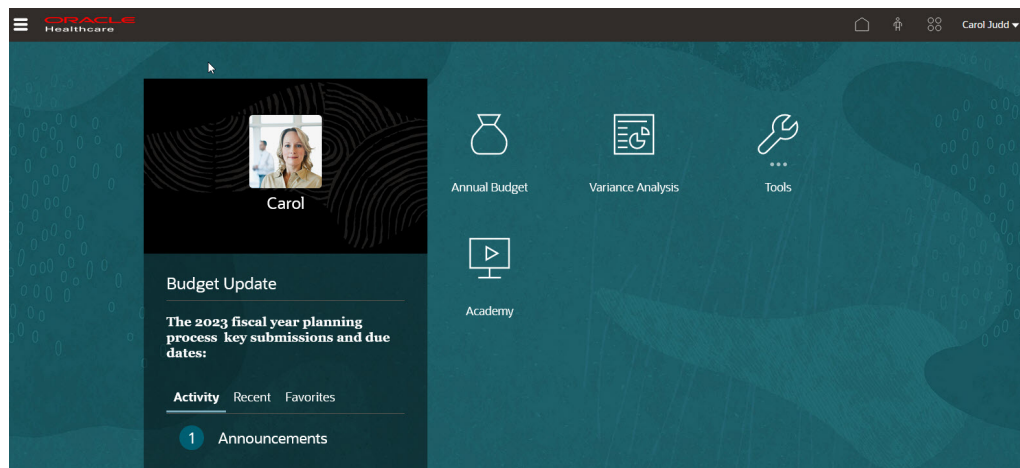 ORACLE
Healthcare
Carol Judd
Carol
Annual Budget
Variance Analysis
Tools
Academy
Budget Update
The 2023 fiscal year planning
process key submissions and due
dates:
Activity Recent Favorites
1 Announcements